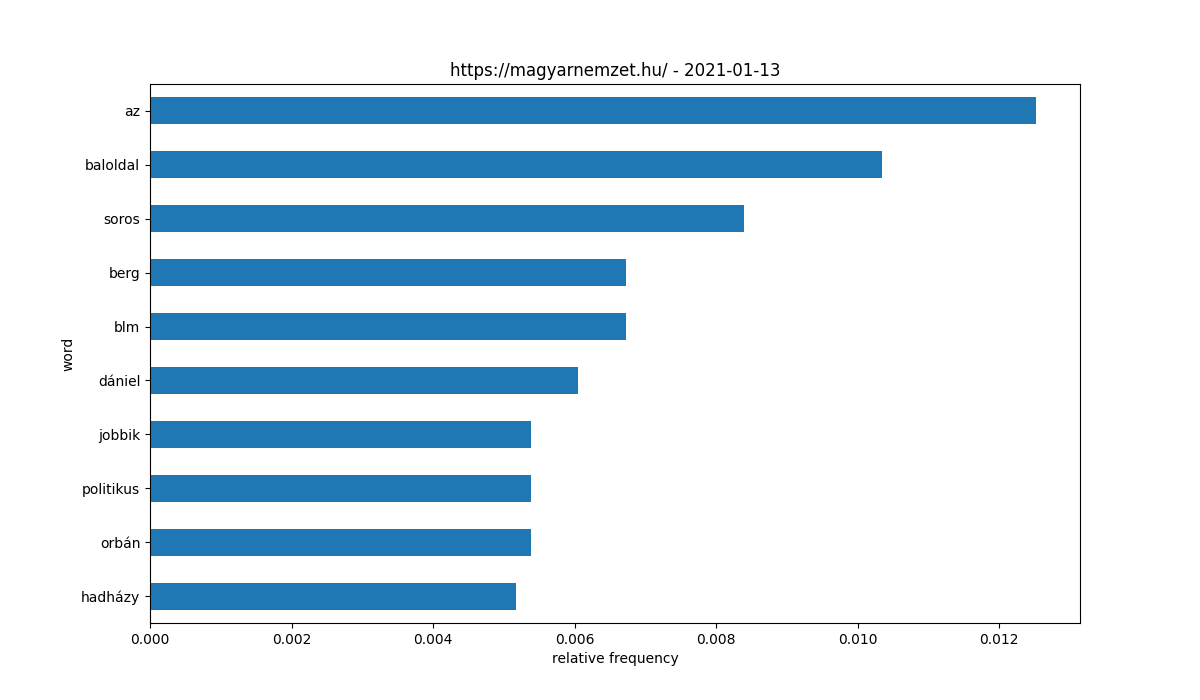 https://magyarnemzet.hu/ - 2021-01-13
az
baloldal
soros
berg
blm
dániel
jobbik
politikus
orbán
hadházy
word
0.000 0.002 0.004 0.006 0.008 0.010 0.012
relative frequency